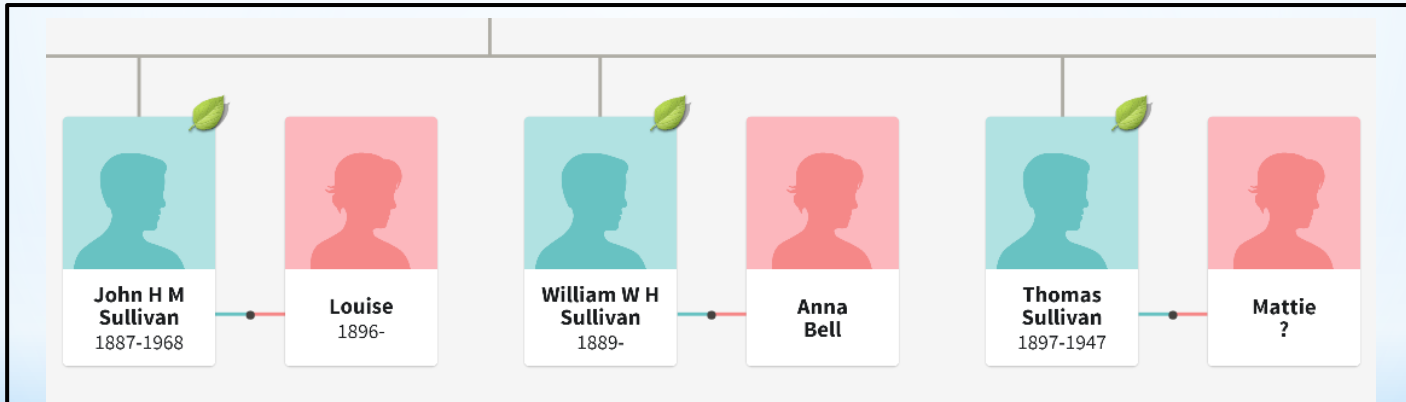 John H M
Sullivan
1887-1968
Louise
1896-
William W H
Sullivan
1889-
Anna
Bell
Thomas
Sullivan
1897-1947
Mattie
?